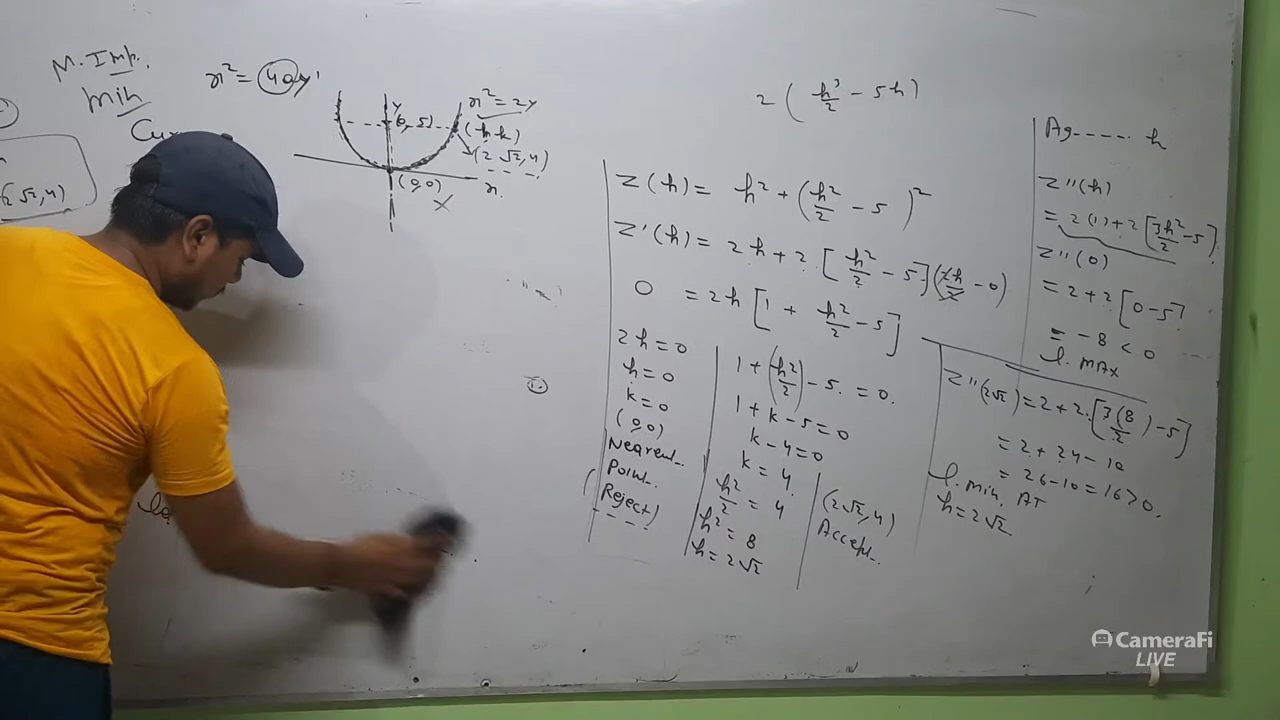 M. Imp.
Min
x² = 4ay
x² = 2y
y
(0, 5)
(h k)
(2√2, 4)
(0,0)
x
2√2, 4)
2 ( h³/2 - 5h )
Z(h) = h² + (h²/2 - 5)²
Z'(h) = 2h + 2 [h²/2 - 5] (2h/2 - 0)
0 = 2h [1 + h²/2 - 5]
2h = 0
h = 0
k = 0
(0,0)
Nearest..
Point..
(Reject)
1 + (h²/2) - 5. = 0.
1 + k - 5 = 0
k - 4 = 0
k = 4.
h²/2 = 4
h² = 8
h = 2√2
(2√2, 4)
Accept..
Ag----- h
Z''(h)
= 2(1) + 2 [3h²/2 - 5]
Z''(0)
= 2 + 2 [0 - 5]
= -8 < 0
l. MAX
Z''(2√2) = 2 + 2. [3(8/2) - 5]
= 2 + 24 - 10
= 26 - 10 = 16 > 0.
l. Min. AT
h = 2√2
CameraFi
LIVE